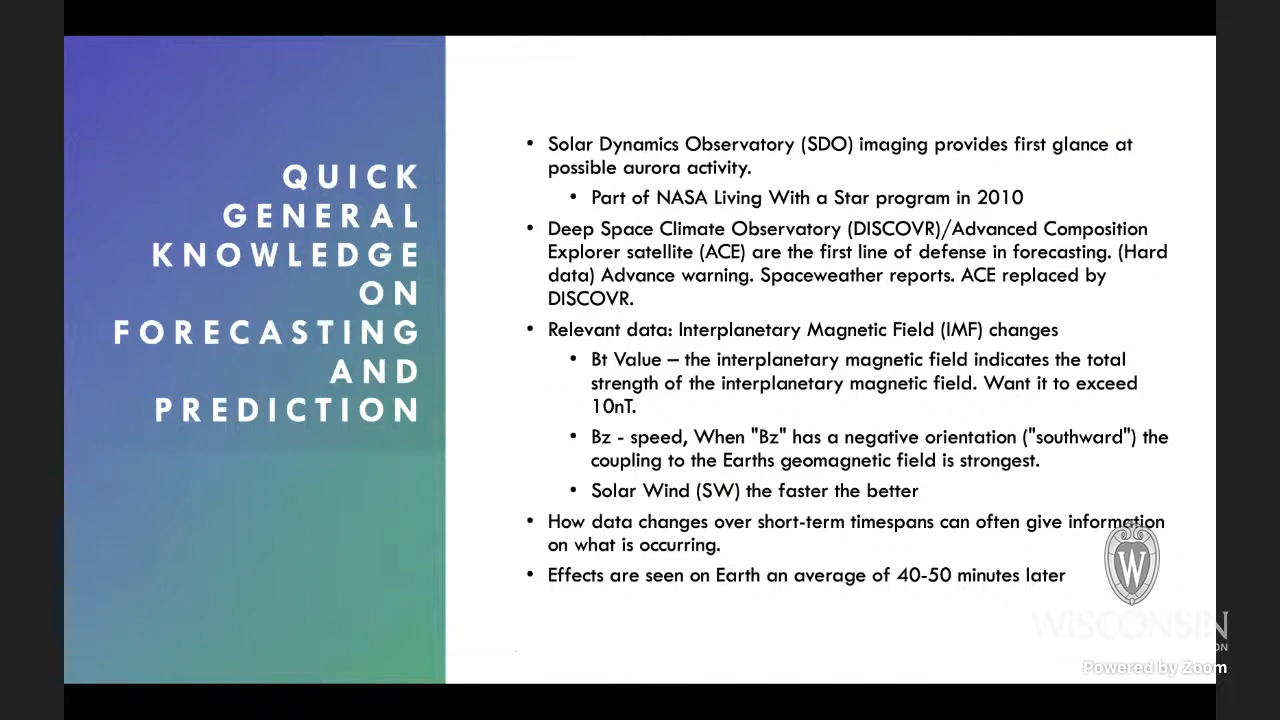 QUICK
GENERAL
KNOWLEDGE
ON
FORECASTING
AND
PREDICTION
• Solar Dynamics Observatory (SDO) imaging provides first glance at
possible aurora activity.
• Part of NASA Living With a Star program in 2010
• Deep Space Climate Observatory (DISCOVR)/Advanced Composition
Explorer satellite (ACE) are the first line of defense in forecasting. (Hard
data) Advance warning. Spaceweather reports. ACE replaced by
DISCOVR.
• Relevant data: Interplanetary Magnetic Field (IMF) changes
• Bt Value – the interplanetary magnetic field indicates the total
strength of the interplanetary magnetic field. Want it to exceed
10nT.
• Bz - speed, When "Bz" has a negative orientation ("southward") the
coupling to the Earths geomagnetic field is strongest.
• Solar Wind (SW) the faster the better
• How data changes over short-term timespans can often give information
on what is occurring.
• Effects are seen on Earth an average of 40-50 minutes later
W
WISCONSIN
Powered by Zoom